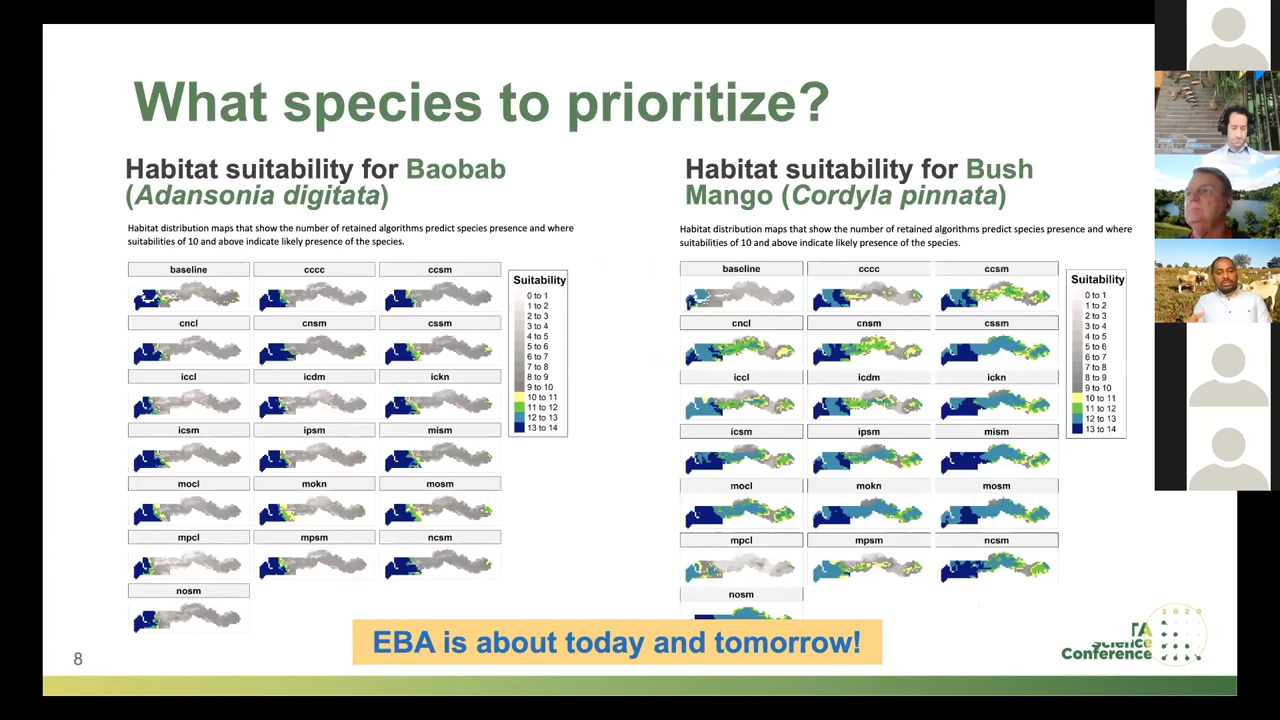 What species to prioritize?
Habitat suitability for Baobab
(Adansonia digitata)
Habitat distribution maps that show the number of retained algorithms predict species presence and where
suitabilities of 10 and above indicate likely presence of the species.
baseline cccc ccsm
cncl cnsm cssm
iccl icdm ickn
icsm ipsm mism
mocl mokn mosm
mpcl mpsm ncsm
nosm
Suitability
0 to 1
1 to 2
2 to 3
3 to 4
4 to 5
5 to 6
6 to 7
7 to 8
8 to 9
9 to 10
10 to 11
11 to 12
12 to 13
13 to 14
Habitat suitability for Bush
Mango (Cordyla pinnata)
Habitat distribution maps that show the number of retained algorithms predict species presence and where
suitabilities of 10 and above indicate likely presence of the species.
baseline cccc ccsm
cncl cnsm cssm
iccl icdm ickn
icsm ipsm mism
mocl mokn mosm
mpcl mpsm ncsm
nosm
Suitability
0 to 1
1 to 2
2 to 3
3 to 4
4 to 5
5 to 6
6 to 7
7 to 8
8 to 9
9 to 10
10 to 11
11 to 12
12 to 13
13 to 14
EBA is about today and tomorrow!
8
2020
TA
Science
Conference